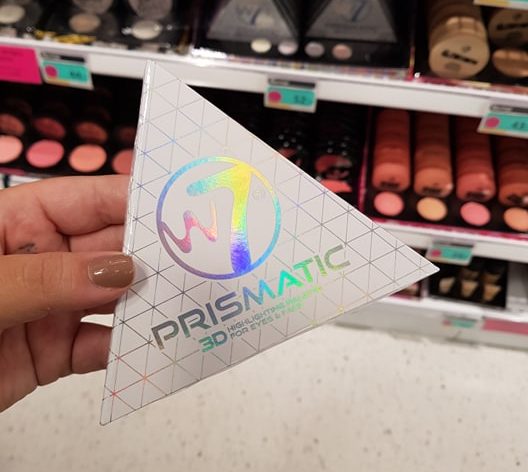 w7
PRISMATIC
3D HIGHLIGHTING PALETTE
FOR EYES & FACE